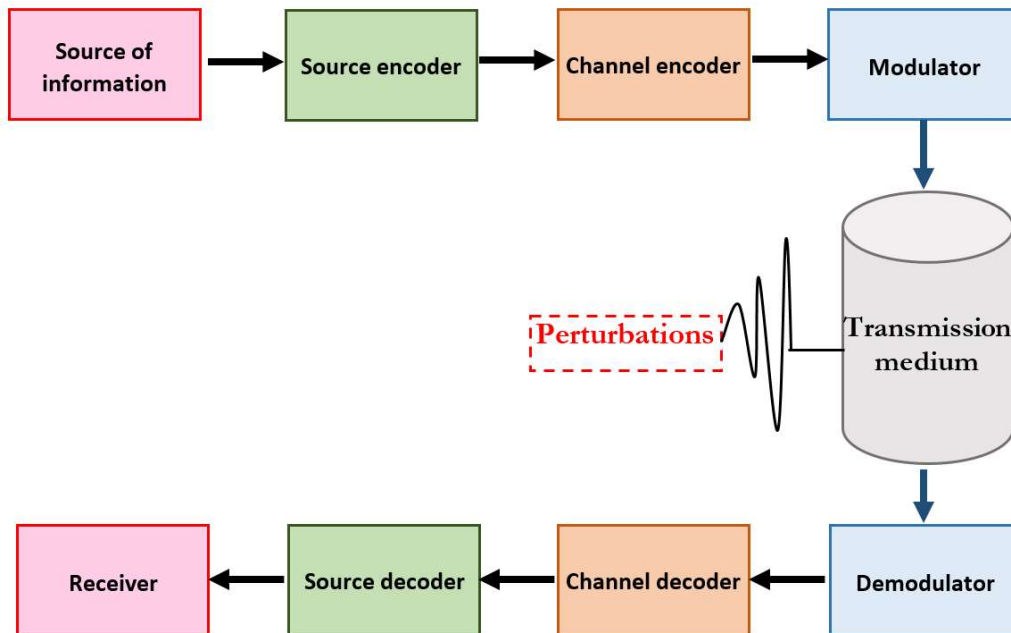 Source of
information
Source encoder
Channel encoder
Modulator
Perturbations
Transmission
medium
Receiver
Source decoder
Channel decoder
Demodulator